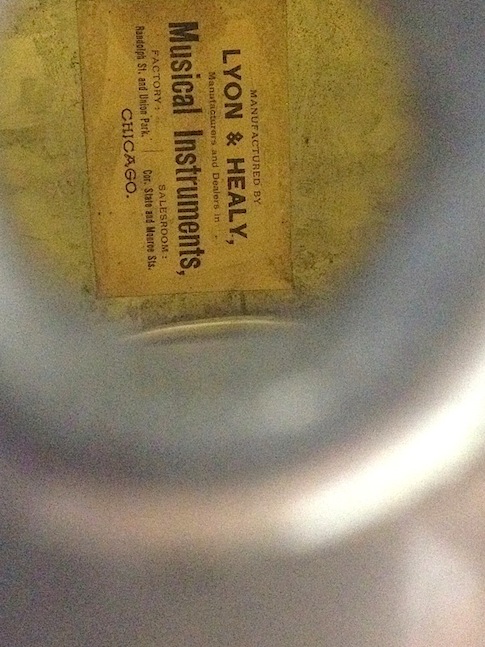 MANUFACTURED BY
LYON & HEALY,
Manufacturers and Dealers in
Musical Instruments,
FACTORY: SALESROOM:
Randolph St. and Union Park. Cor. State and Monroe Sts.
CHICAGO.